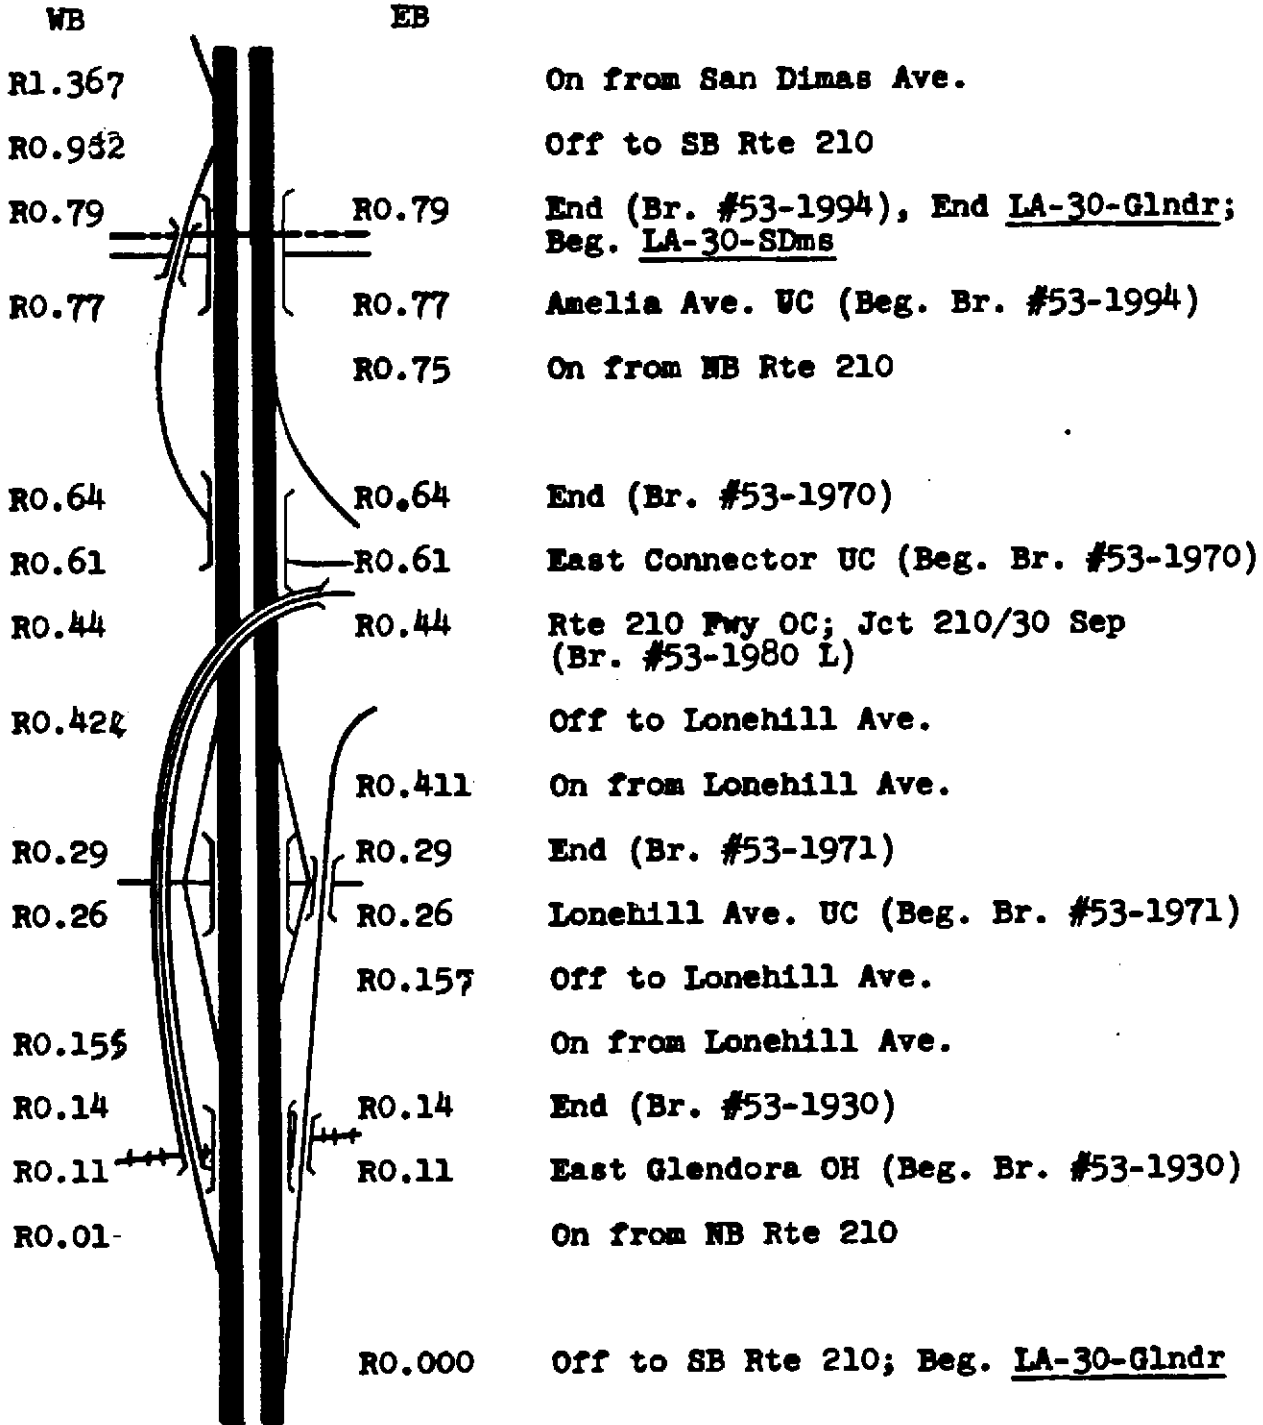 WB EB
R1.367 On from San Dimas Ave.
R0.932 Off to SB Rte 210
R0.79 R0.79 End (Br. #53-1994), End LA-30-Glndr;
Beg. LA-30-SDms
R0.77 R0.77 Amelia Ave. UC (Beg. Br. #53-1994)
R0.75 On from NB Rte 210
R0.64 R0.64 End (Br. #53-1970)
R0.61 R0.61 East Connector UC (Beg. Br. #53-1970)
R0.44 R0.44 Rte 210 Fwy OC; Jct 210/30 Sep
(Br. #53-1980 L)
Off to Lonehill Ave.
R0.411 On from Lonehill Ave.
R0.29 R0.29 End (Br. #53-1971)
R0.26 R0.26 Lonehill Ave. UC (Beg. Br. #53-1971)
R0.157 Off to Lonehill Ave.
R0.155 On from Lonehill Ave.
R0.14 R0.14 End (Br. #53-1930)
R0.11 R0.11 East Glendora OH (Beg. Br. #53-1930)
R0.01 On from NB Rte 210
R0.000 Off to SB Rte 210; Beg. LA-30-Glndr